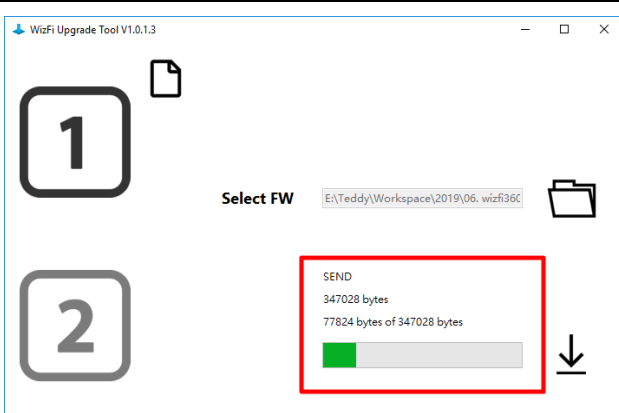 WizFi Upgrade Tool V1.0.1.3
1
Select FW
E:\Teddy\Workspace\2019\06. wizfi360
2
SEND
347028 bytes
77824 bytes of 347028 bytes